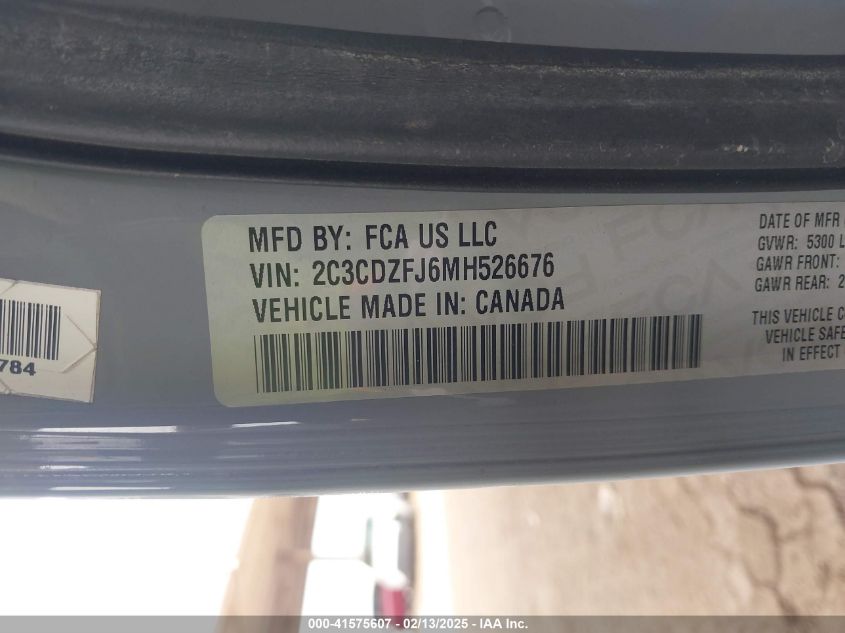 MFD BY: FCA US LLC
VIN: 2C3CDZFJ6MH526676
VEHICLE MADE IN: CANADA
784
DATE OF MFR
GVWR: 5300 L
GAWR FRONT:
GAWR REAR: 2
THIS VEHICLE C
VEHICLE SAFE
IN EFFECT
000-41575607 - 02/13/2025 - IAA Inc.